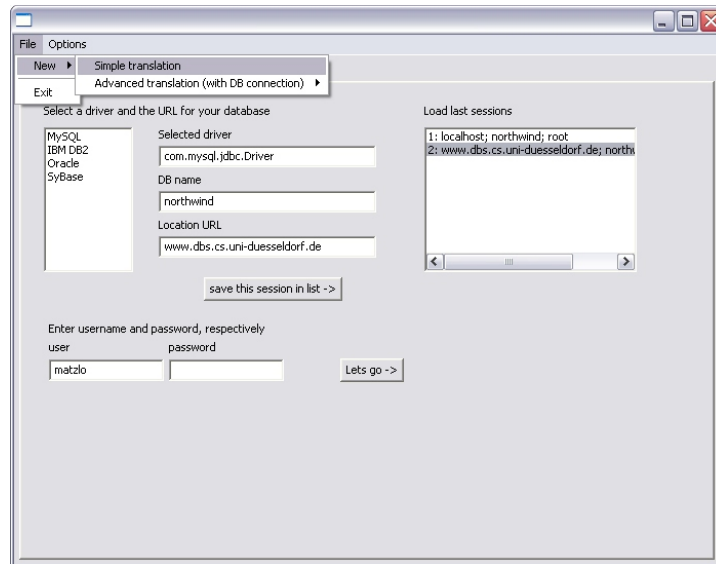 File Options
New Simple translation
Advanced translation (with DB connection)
Exit
Select a driver and the URL for your database
Load last sessions
MySQL
IBM DB2
Oracle
SyBase
Selected driver
com.mysql.jdbc.Driver
DB name
northwind
Location URL
www.dbs.cs.uni-duesseldorf.de
1: localhost; northwind; root
2: www.dbs.cs.uni-duesseldorf.de; northw
save this session in list ->
Enter username and password, respectively
user password
matzlo
Lets go ->